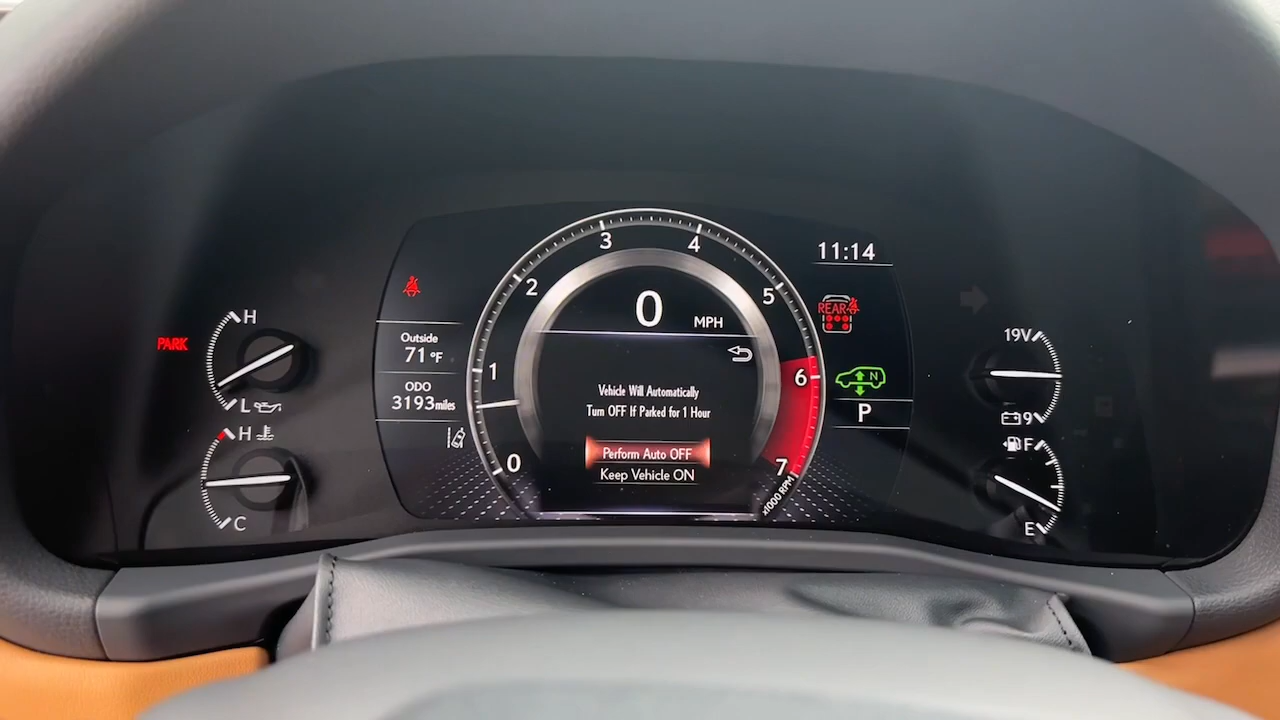 PARK
H
L
H
C
Outside
71°F
ODO
3193 miles
0
1
2
3
4
5
6
7
x1000 RPM
0 MPH
Vehicle Will Automatically
Turn OFF If Parked for 1 Hour
Perform Auto OFF
Keep Vehicle ON
11:14
REAR
N
P
19V
9
F
E